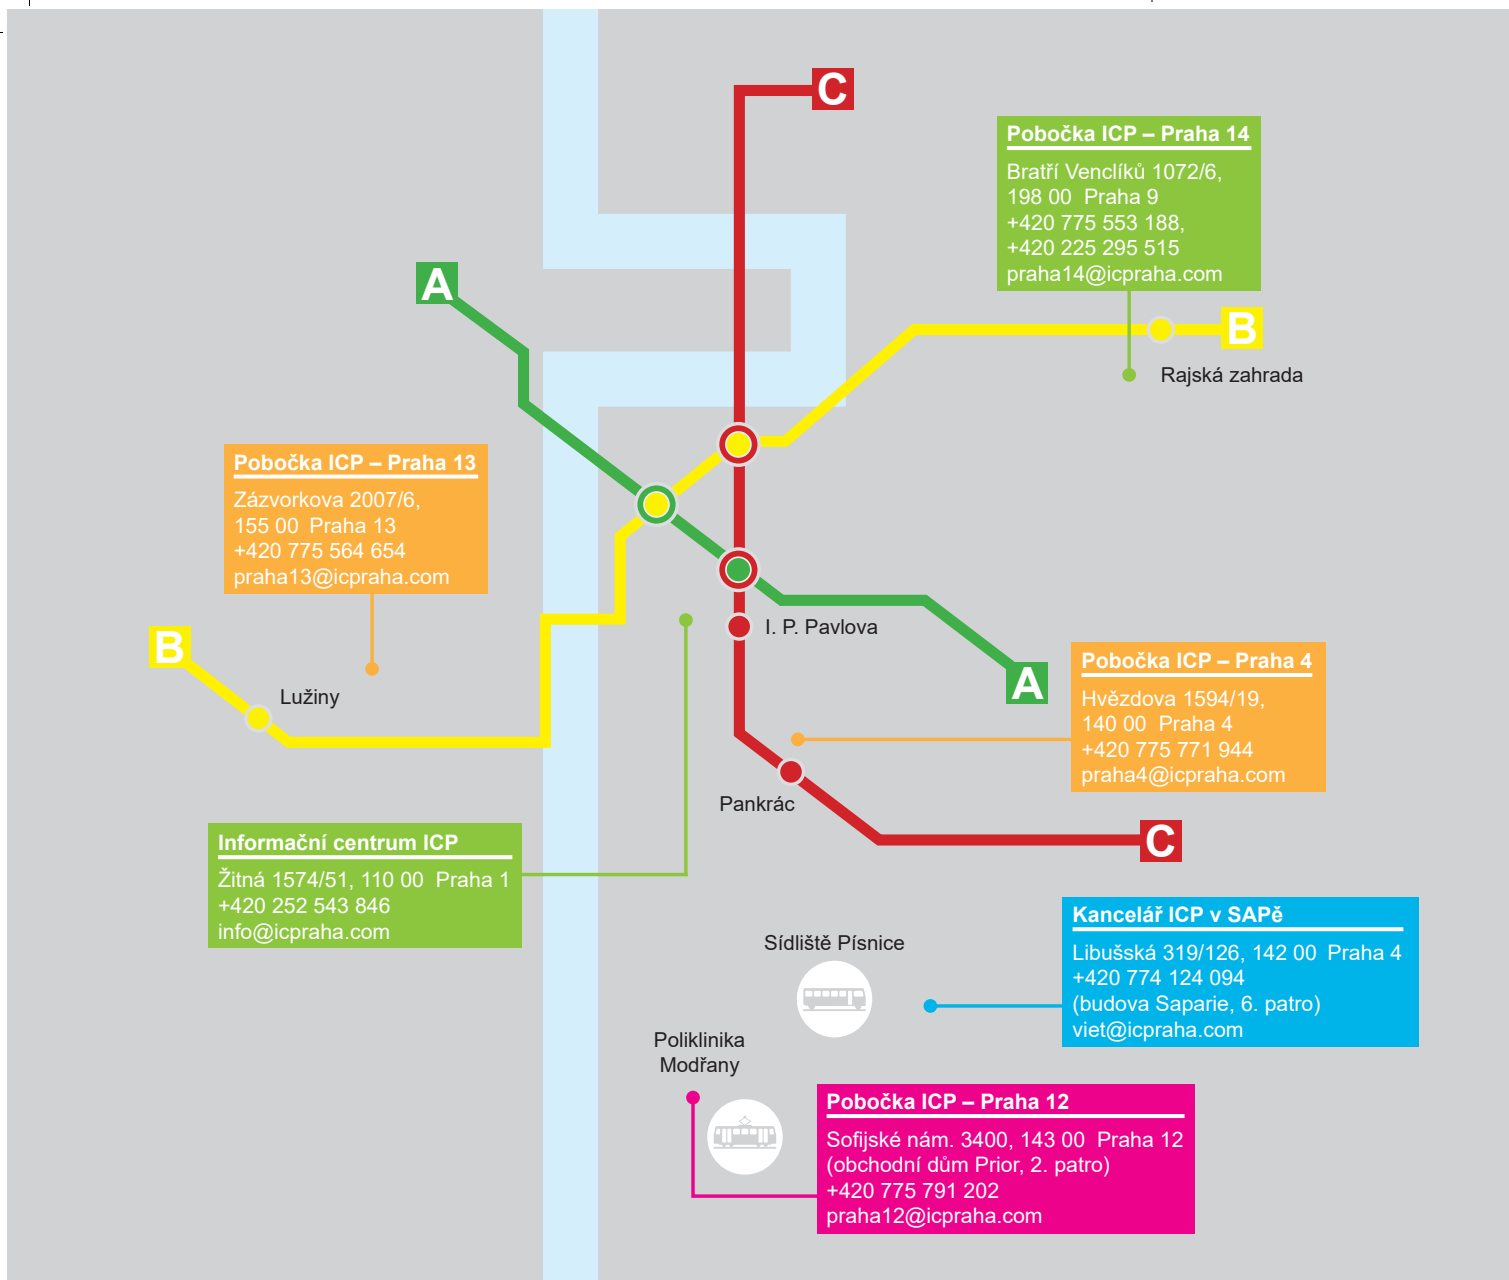 C
Pobočka ICP – Praha 14
Bratří Venclíků 1072/6,
198 00 Praha 9
+420 775 553 188,
+420 225 295 515
praha14@icpraha.com
A
B
Rajská zahrada
Pobočka ICP – Praha 13
Zázvorkova 2007/6,
155 00 Praha 13
+420 775 564 654
praha13@icpraha.com
B
Lužiny
I. P. Pavlova
A
Pobočka ICP – Praha 4
Hvězdova 1594/19,
140 00 Praha 4
+420 775 771 944
praha4@icpraha.com
Pankrác
C
Informační centrum ICP
Žitná 1574/51, 110 00 Praha 1
+420 252 543 846
info@icpraha.com
Sídliště Písnice
Kancelář ICP v SAPě
Libušská 319/126, 142 00 Praha 4
+420 774 124 094
(budova Saparie, 6. patro)
viet@icpraha.com
Poliklinika
Modřany
Pobočka ICP – Praha 12
Sofijské nám. 3400, 143 00 Praha 12
(obchodní dům Prior, 2. patro)
+420 775 791 202
praha12@icpraha.com